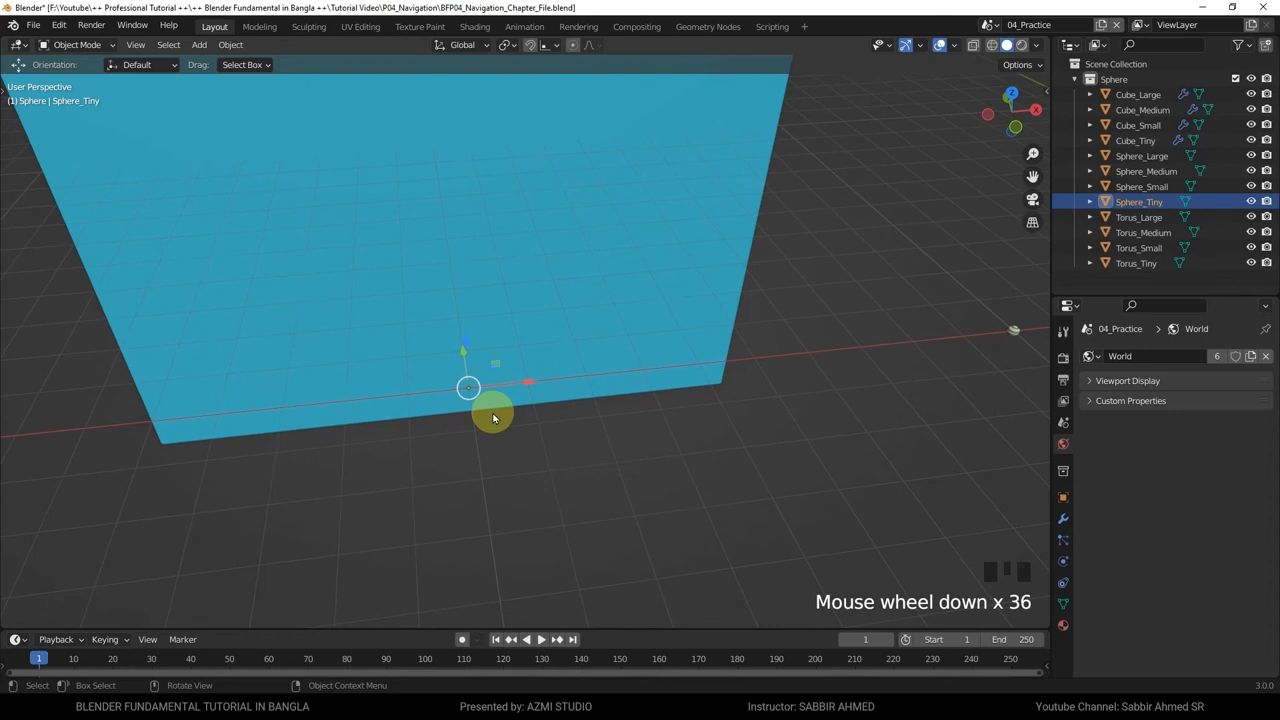 Blender* [F:\Youtube\++ Professional Tutorial ++\++ Blender Fundamental in Bangla ++\Tutorial Video\P04_Navigation\BFP04_Navigation_Chapter_File.blend]
File Edit Render Window Help Layout Modeling Sculpting UV Editing Texture Paint Shading Animation Rendering Compositing Geometry Nodes Scripting 04_Practice ViewLayer
Object Mode View Select Add Object Global
Orientation: Default Drag: Select Box Options
User Perspective
(1) Sphere | Sphere_Tiny
Z
X
Mouse wheel down x 36
Scene Collection
Sphere
Cube_Large
Cube_Medium
Cube_Small
Cube_Tiny
Sphere_Large
Sphere_Medium
Sphere_Small
Sphere_Tiny
Torus_Large
Torus_Medium
Torus_Small
Torus_Tiny
04_Practice > World
World 6
Viewport Display
Custom Properties
Playback Keying View Marker 1 Start 1 End 250
1 10 20 30 40 50 60 70 80 90 100 110 120 130 140 150 160 170 180 190 200 210 220 230 240 250
Select Box Select Rotate View Object Context Menu 3.0.0
BLENDER FUNDAMENTAL TUTORIAL IN BANGLA Presented by: AZMI STUDIO Instructor: SABBIR AHMED Youtube Channel: Sabbir Ahmed SR